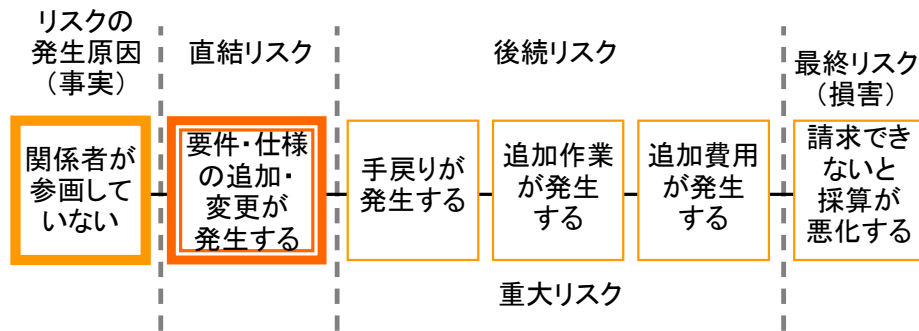 リスクの
発生原因
（事実）
直結リスク
後続リスク
最終リスク
（損害）
関係者が
参画して
いない
要件・仕様
の追加・
変更が
発生する
手戻りが
発生する
追加作業
が発生
する
追加費用
が発生
する
請求でき
ないと
採算が
悪化する
重大リスク